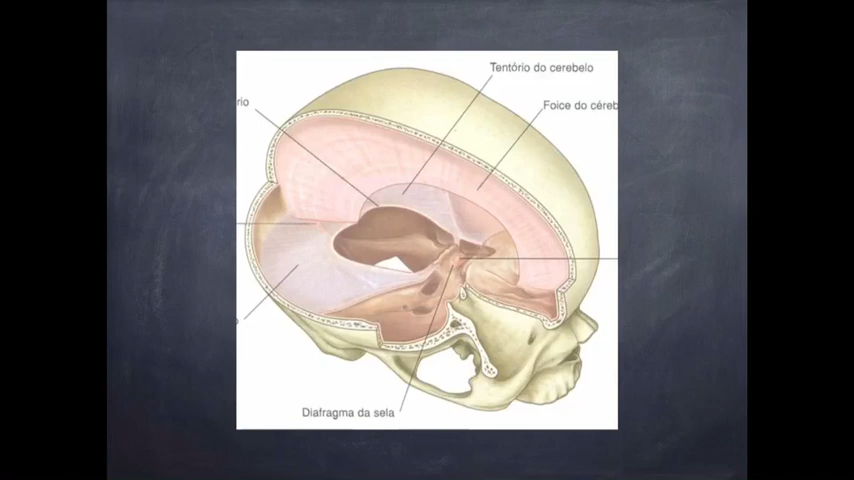 Tentório do cerebelo
rio
Foice do céreb
o
Diafragma da sela